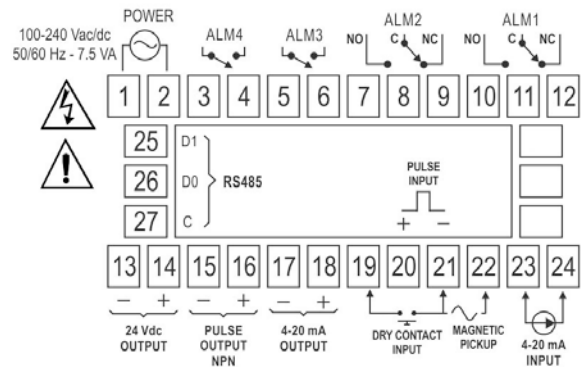 POWER
100-240 Vac/dc
50/60 Hz - 7.5 VA
ALM4
ALM3
ALM2
NO C NC
ALM1
NO C NC
1 2 3 4 5 6 7 8 9 10 11 12
25 D1
26 D0 RS485
27 C
PULSE
INPUT
+ −
13 14 15 16 17 18 19 20 21 22 23 24
− + − + − +
24 Vdc
OUTPUT
PULSE
OUTPUT
NPN
4-20 mA
OUTPUT
DRY CONTACT
INPUT
MAGNETIC
PICKUP
4-20 mA
INPUT